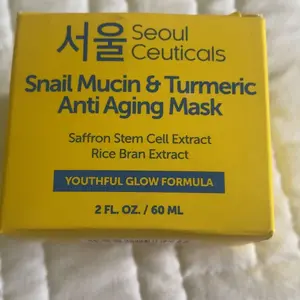 서울 Seoul
Ceuticals
Snail Mucin & Turmeric
Anti Aging Mask
Saffron Stem Cell Extract
Rice Bran Extract
YOUTHFUL GLOW FORMULA
2 FL. OZ. / 60 ML